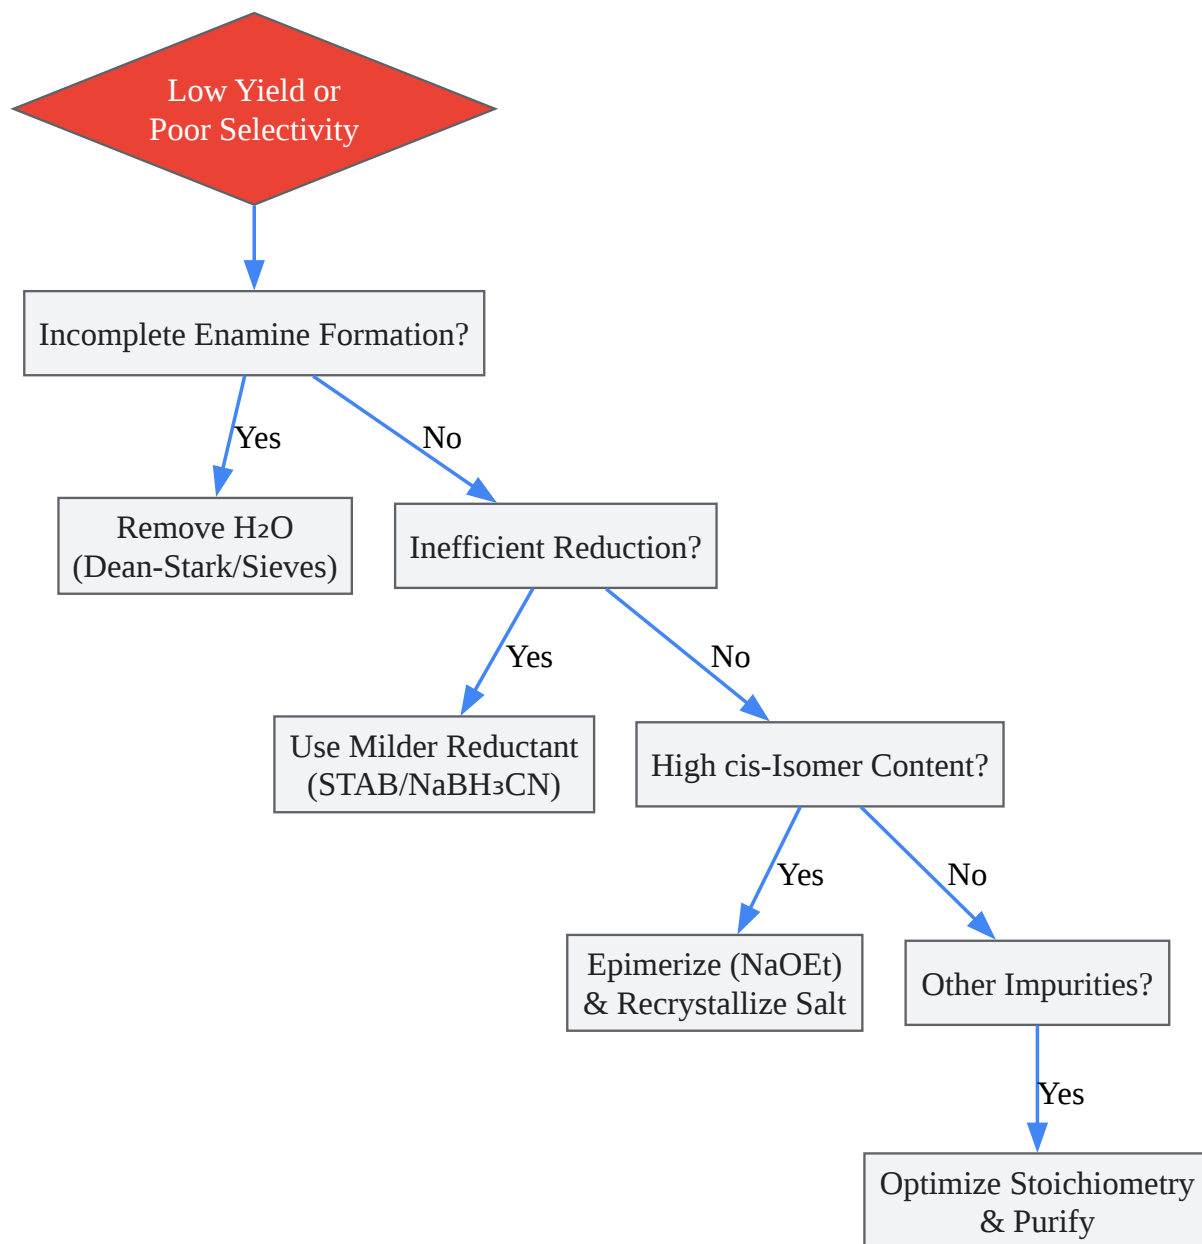 Low Yield or
Poor Selectivity
Incomplete Enamine Formation?
Yes
No
Remove H₂O
(Dean-Stark/Sieves)
Inefficient Reduction?
Yes
No
Use Milder Reductant
(STAB/NaBH₃CN)
High cis-Isomer Content?
Yes
No
Epimerize (NaOEt)
& Recrystallize Salt
Other Impurities?
Yes
Optimize Stoichiometry
& Purify